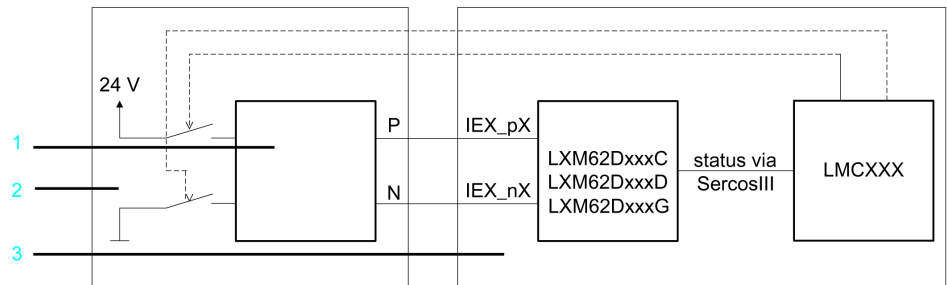 24 V
1
2
3
P
N
IEX_pX
IEX_nX
LXM62DxxxC
LXM62DxxxD
LXM62DxxxG
status via
SercosIII
LMCXXX